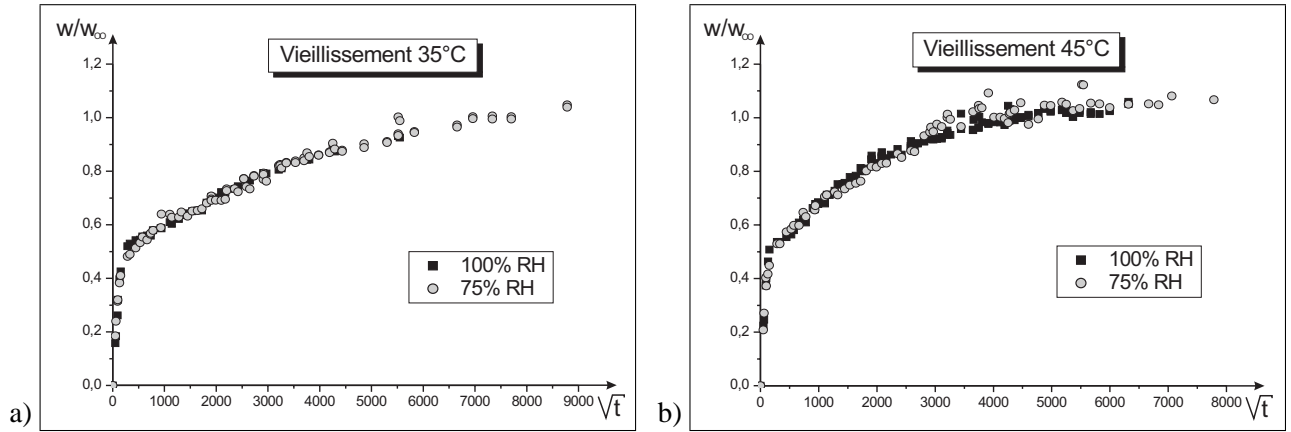 w/w∞
Vieillissement 35°C
1,2
1,0
0,8
0,6
0,4
0,2
0,0
100% RH
75% RH
0 1000 2000 3000 4000 5000 6000 7000 8000 9000
√t
a)
w/w∞
Vieillissement 45°C
1,2
1,0
0,8
0,6
0,4
0,2
0,0
100% RH
75% RH
0 1000 2000 3000 4000 5000 6000 7000 8000
√t
b)